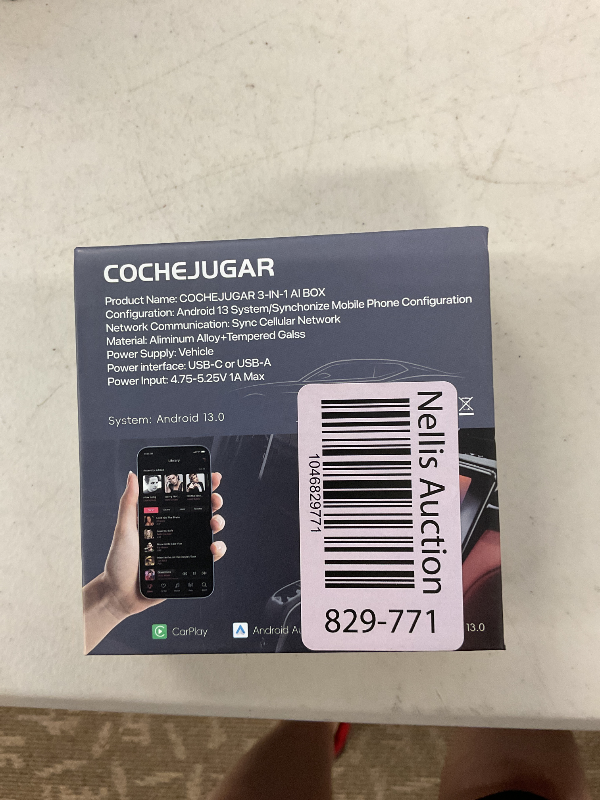 COCHEJUGAR
Product Name: COCHEJUGAR 3-IN-1 AI BOX
Configuration: Android 13 System/Synchonize Mobile Phone Configuration
Network Communication: Sync Cellular Network
Material: Aliminum Alloy+Tempered Galss
Power Supply: Vehicle
Power interface: USB-C or USB-A
Power Input: 4.75-5.25V 1A Max
System: Android 13.0
Library
Nellis Auction
1046829771
829-771
CarPlay
Android Au
13.0